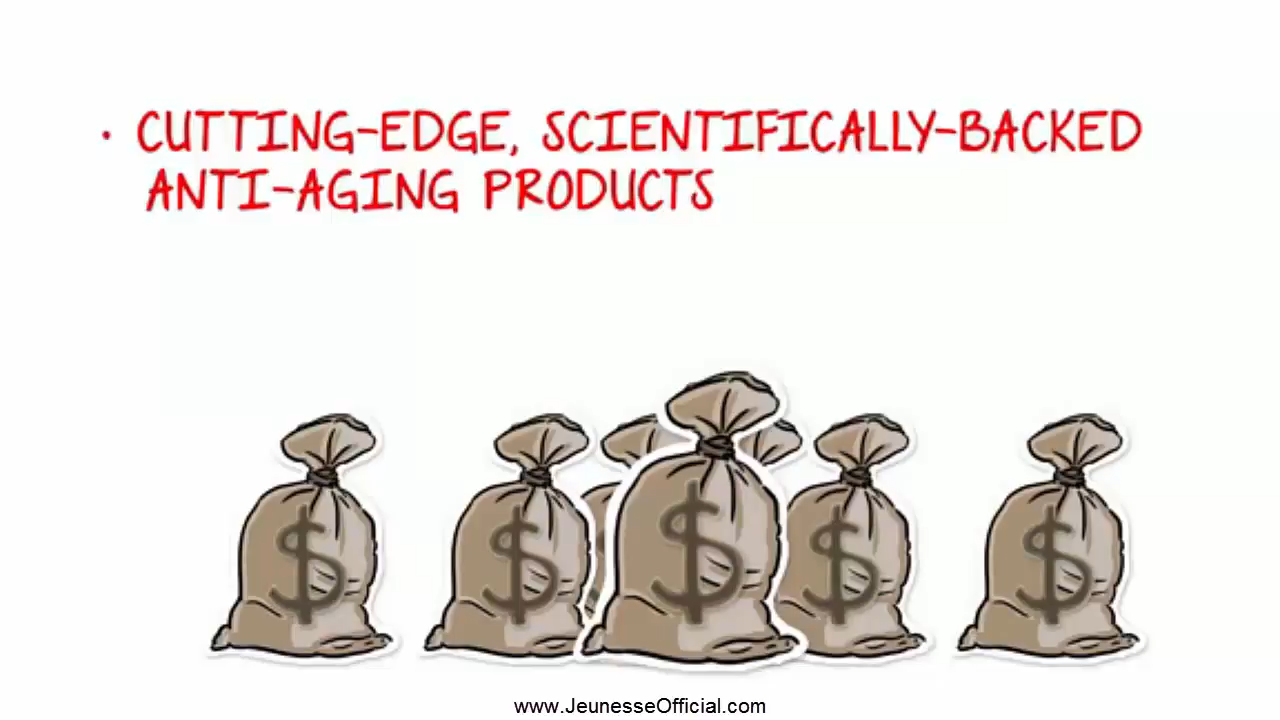 • CUTTING-EDGE, SCIENTIFICALLY-BACKED
ANTI-AGING PRODUCTS
$ $ $ $ $
www.JeunesseOfficial.com